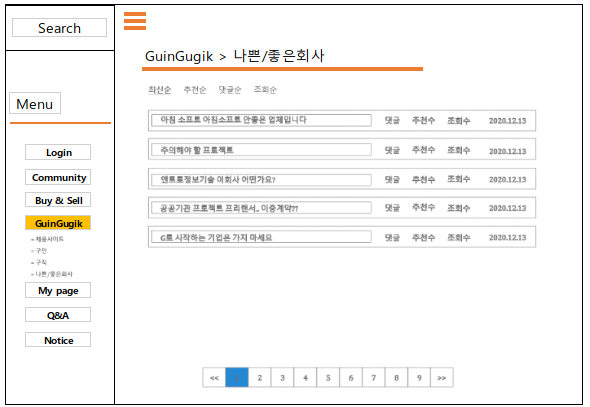 Search
Menu
Login
Community
Buy & Sell
GuinGugik
- 채용사이트
- 구인
- 구직
- 나쁜/좋은회사
My page
Q&A
Notice
GuinGugik > 나쁜/좋은회사
최신순 추천순 댓글순 조회순
아짐 소프트 아짐소프트 안좋은 업체입니다 댓글 추천수 조회수 2020.12.13
주의해야 할 프로젝트 댓글 추천수 조회수 2020.12.13
엔트로정보기술 이회사 어떤가요? 댓글 추천수 조회수 2020.12.13
공공기관 프로젝트 프리랜서.. 이중계약?? 댓글 추천수 조회수 2020.12.13
G로 시작하는 기업은 가지 마세요 댓글 추천수 조회수 2020.12.13
<< 2 3 4 5 6 7 8 9 >>